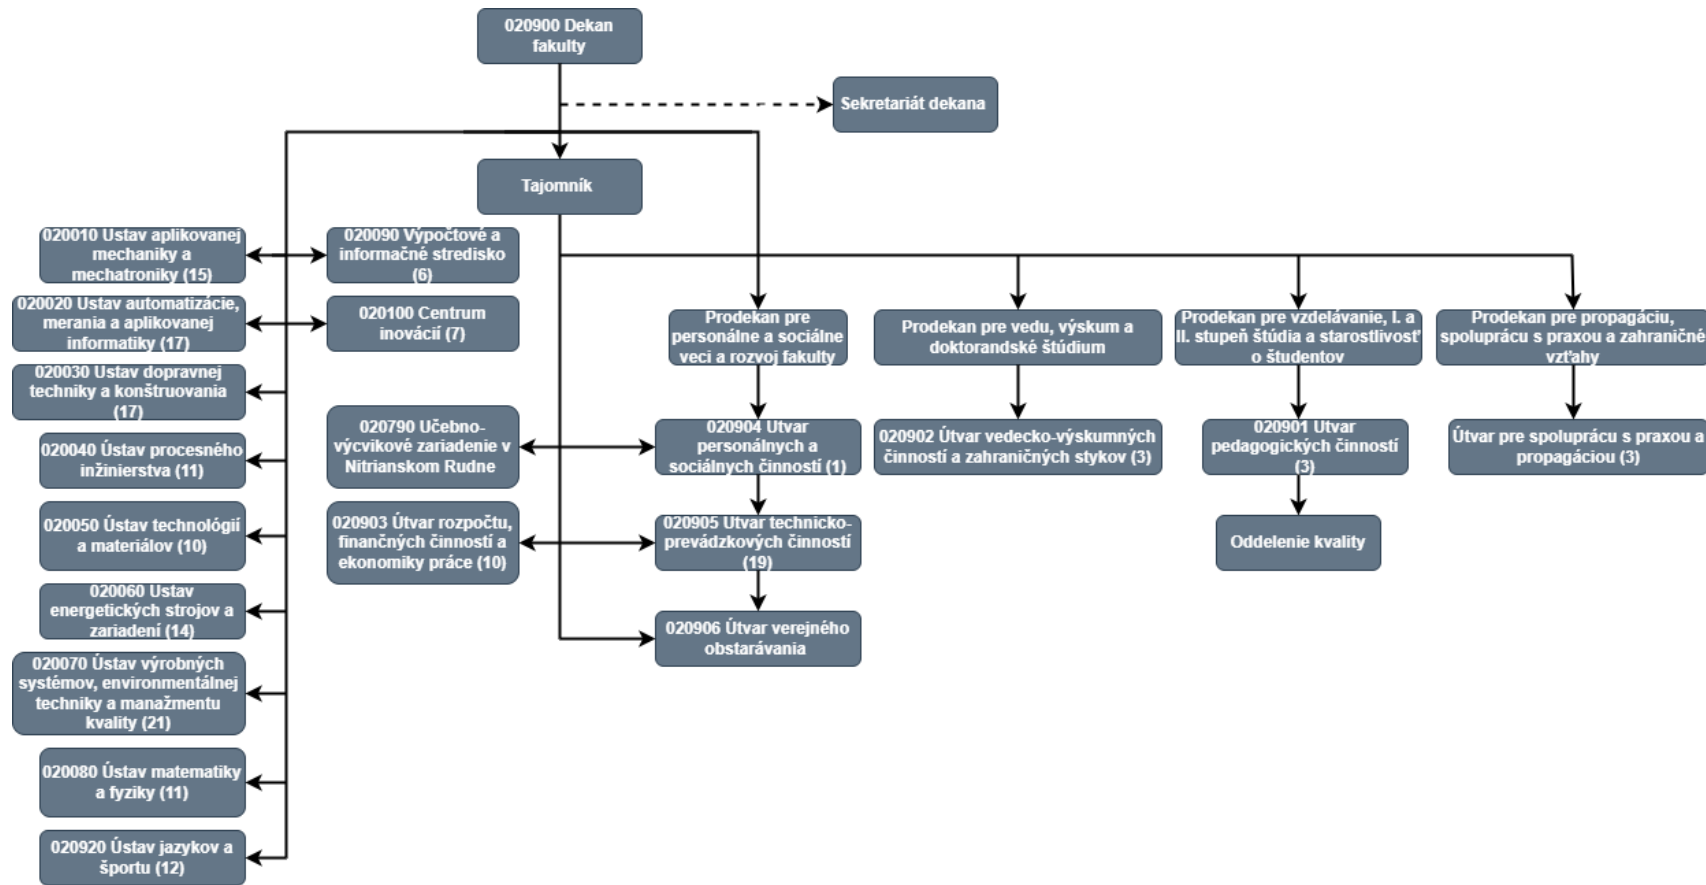 020900 Dekan
fakulty
Sekretariát dekana
Tajomník
020010 Ustav aplikovanej
mechaniky a
mechatroniky (15)
020090 Výpočtové a
informačné stredisko
(6)
020020 Ustav automatizácie,
merania a aplikovanej
informatiky (17)
020100 Centrum
inovácií (7)
Prodekan pre
personálne a sociálne
veci a rozvoj fakulty
Prodekan pre vedu, výskum a
doktorandské štúdium
Prodekan pre vzdelávanie, I. a
II. stupeň štúdia a starostlivosť
o študentov
Prodekan pre propagáciu,
spoluprácu s praxou a zahraničné
vzťahy
020030 Ustav dopravnej
techniky a konštruovania
(17)
020040 Ústav procesného
inžinierstva (11)
020790 Učebno-
výcvikové zariadenie v
Nitrianskom Rudne
020904 Utvar
personálnych a
sociálnych činností (1)
020902 Útvar vedecko-výskumných
činností a zahraničných stykov (3)
020901 Utvar
pedagogických činností
(3)
Útvar pre spoluprácu s praxou a
propagáciou (3)
020050 Ústav technológií
a materiálov (10)
020903 Útvar rozpočtu,
finančných činností a
ekonomiky práce (10)
020905 Utvar technicko-
prevádzkových činností
(19)
Oddelenie kvality
020060 Ustav
energetických strojov a
zariadení (14)
020906 Útvar verejného
obstarávania
020070 Ústav výrobných
systémov, environmentálnej
techniky a manažmentu
kvality (21)
020080 Ústav matematiky
a fyziky (11)
020920 Ústav jazykov a
športu (12)